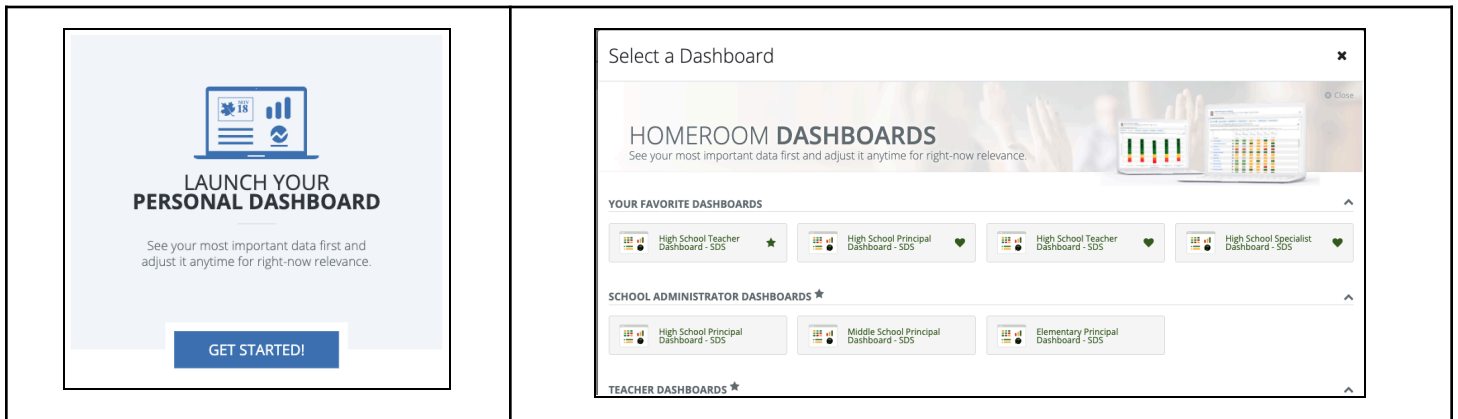 NOV
18
LAUNCH YOUR
PERSONAL DASHBOARD
See your most important data first and
adjust it anytime for right-now relevance.
GET STARTED!
Select a Dashboard
Close
HOMEROOM DASHBOARDS
See your most important data first and adjust it anytime for right-now relevance.
YOUR FAVORITE DASHBOARDS
High School Teacher
Dashboard - SDS
High School Principal
Dashboard - SDS
High School Teacher
Dashboard - SDS
High School Specialist
Dashboard - SDS
SCHOOL ADMINISTRATOR DASHBOARDS
High School Principal
Dashboard - SDS
Middle School Principal
Dashboard - SDS
Elementary Principal
Dashboard - SDS
TEACHER DASHBOARDS